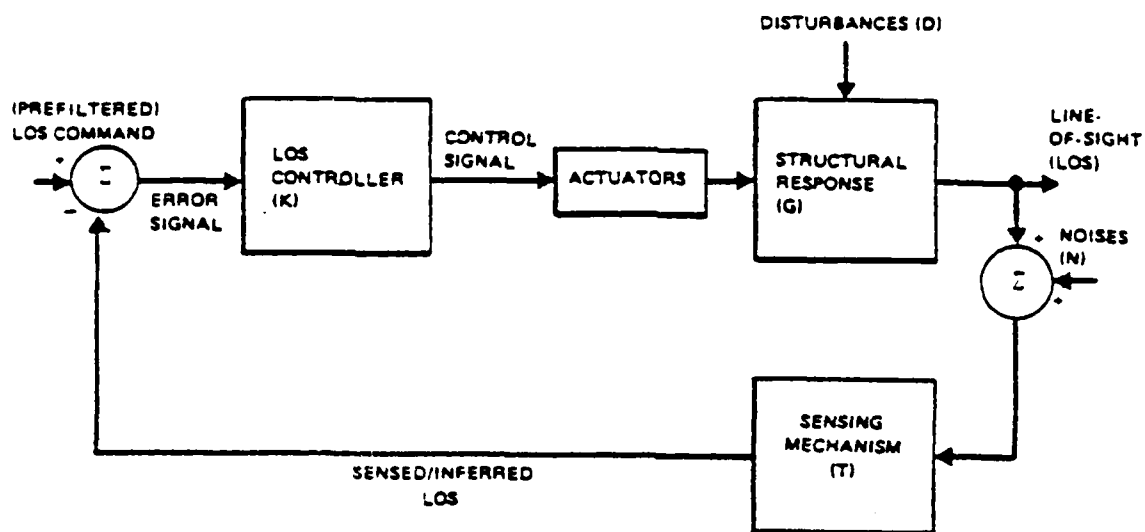 DISTURBANCES (D)
(PREFILTERED)
LOS COMMAND
+
Σ
-
ERROR
SIGNAL
LOS
CONTROLLER
(K)
CONTROL
SIGNAL
ACTUATORS
STRUCTURAL
RESPONSE
(G)
LINE-
OF-SIGHT
(LOS)
+
NOISES
(N)
Σ
+
SENSING
MECHANISM
(T)
SENSED/INFERRED
LOS